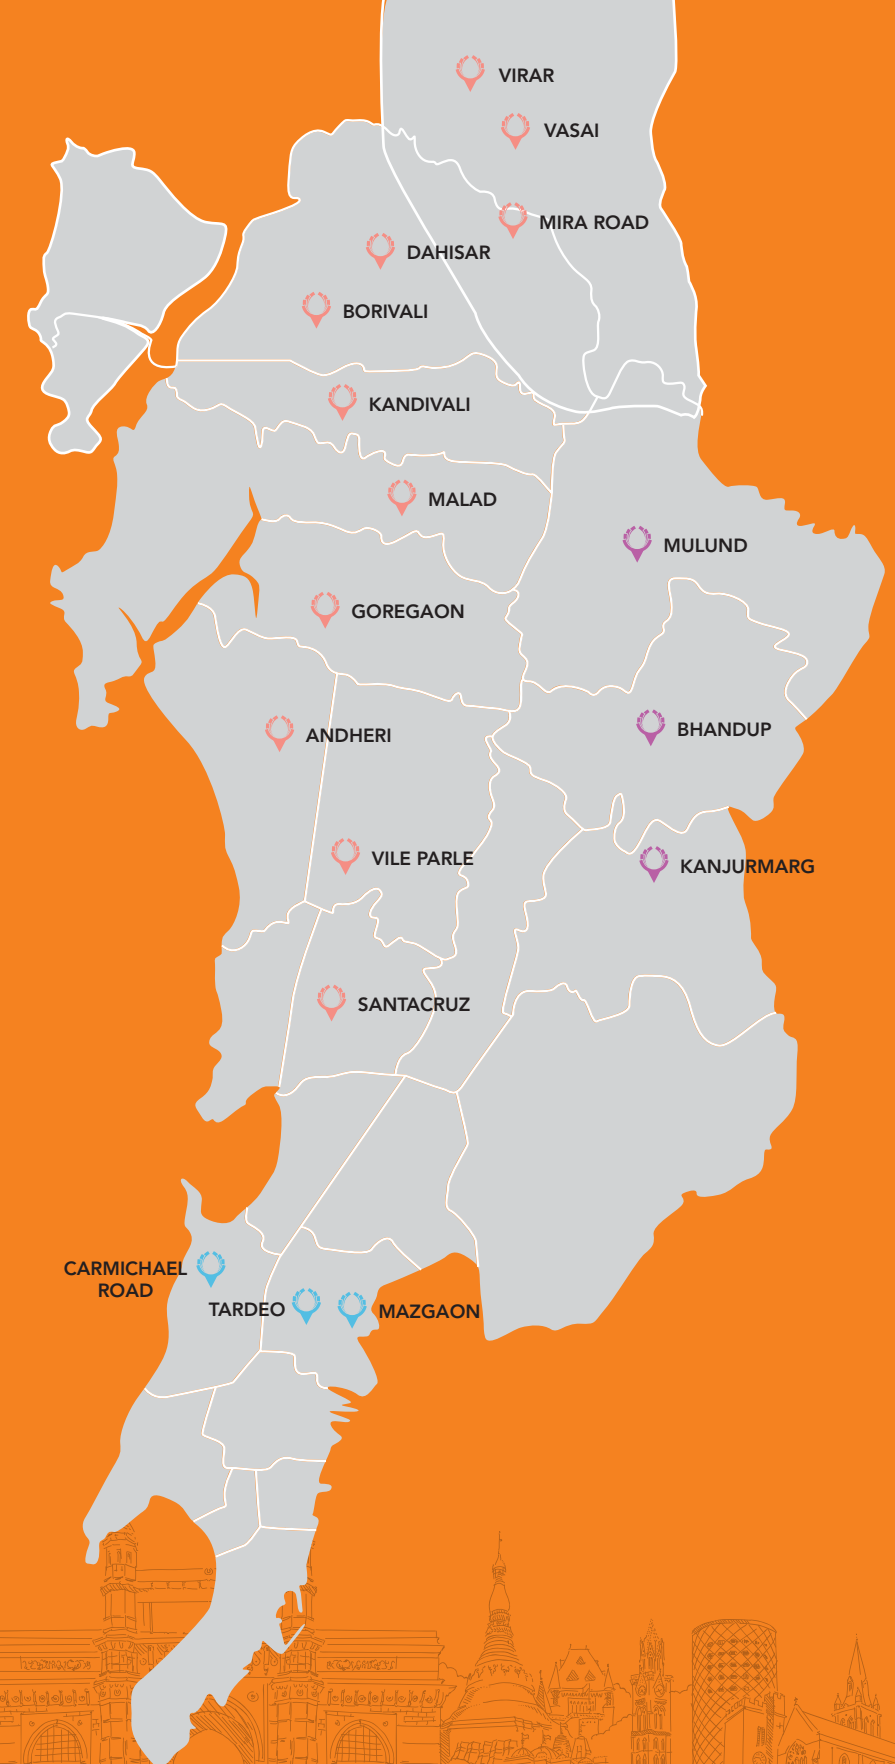 VIRAR
VASAI
MIRA ROAD
DAHISAR
BORIVALI
KANDIVALI
MALAD
MULUND
GOREGAON
BHANDUP
ANDHERI
VILE PARLE
KANJURMARG
SANTACRUZ
CARMICHAEL
ROAD
TARDEO
MAZGAON